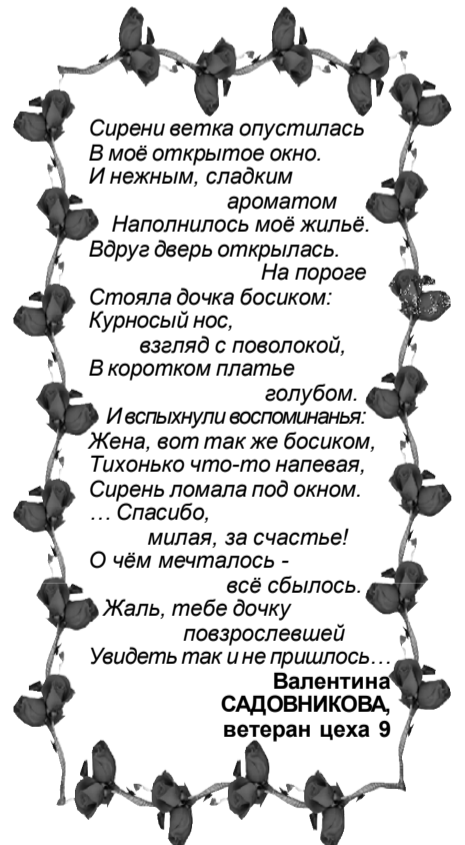 Сирени ветка опустилась
В моё открытое окно.
И нежным, сладким
ароматом
Наполнилось моё жильё.
Вдруг дверь открылась.
На пороге
Стояла дочка босиком:
Курносый нос,
взгляд с поволокой,
В коротком платье
голубом.
И вспыхнули воспоминанья:
Жена, вот так же босиком,
Тихонько что-то напевая,
Сирень ломала под окном.
… Спасибо,
милая, за счастье!
О чём мечталось -
всё сбылось.
Жаль, тебе дочку
повзрослевшей
Увидеть так и не пришлось…
Валентина
САДОВНИКОВА,
ветеран цеха 9